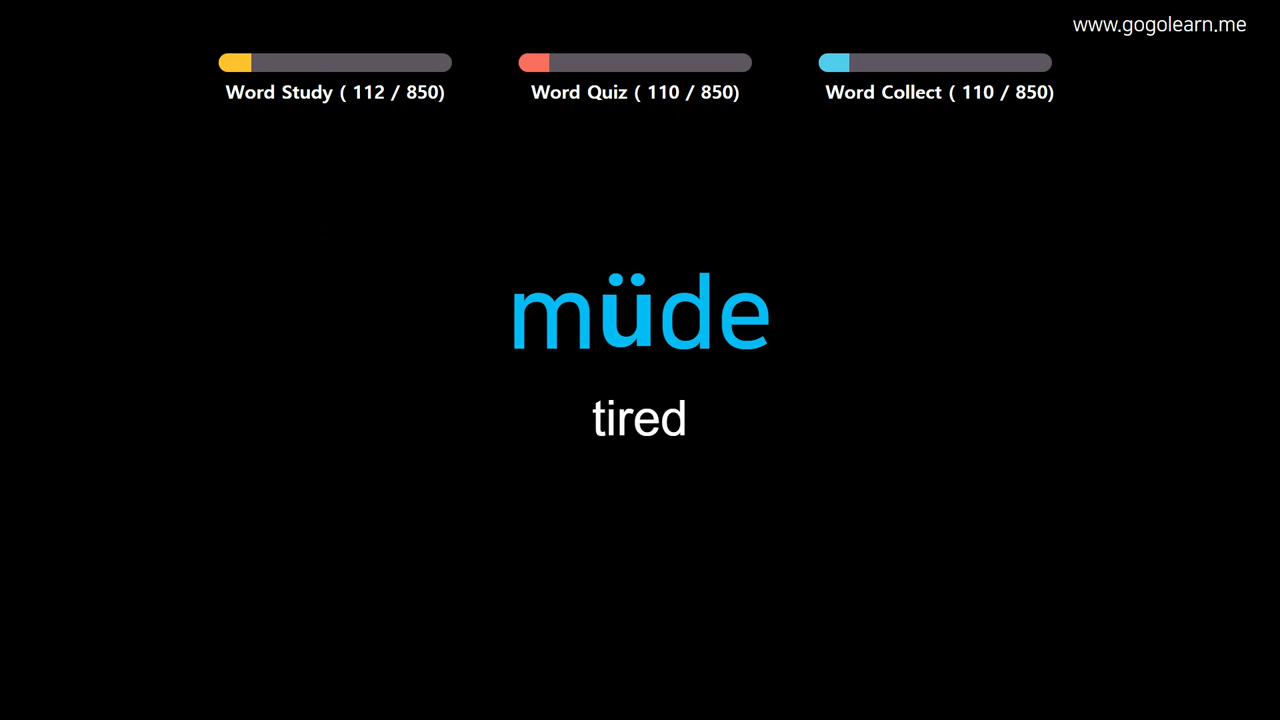 www.gogolearn.me
Word Study ( 112 / 850)
Word Quiz ( 110 / 850)
Word Collect ( 110 / 850)
müde
tired